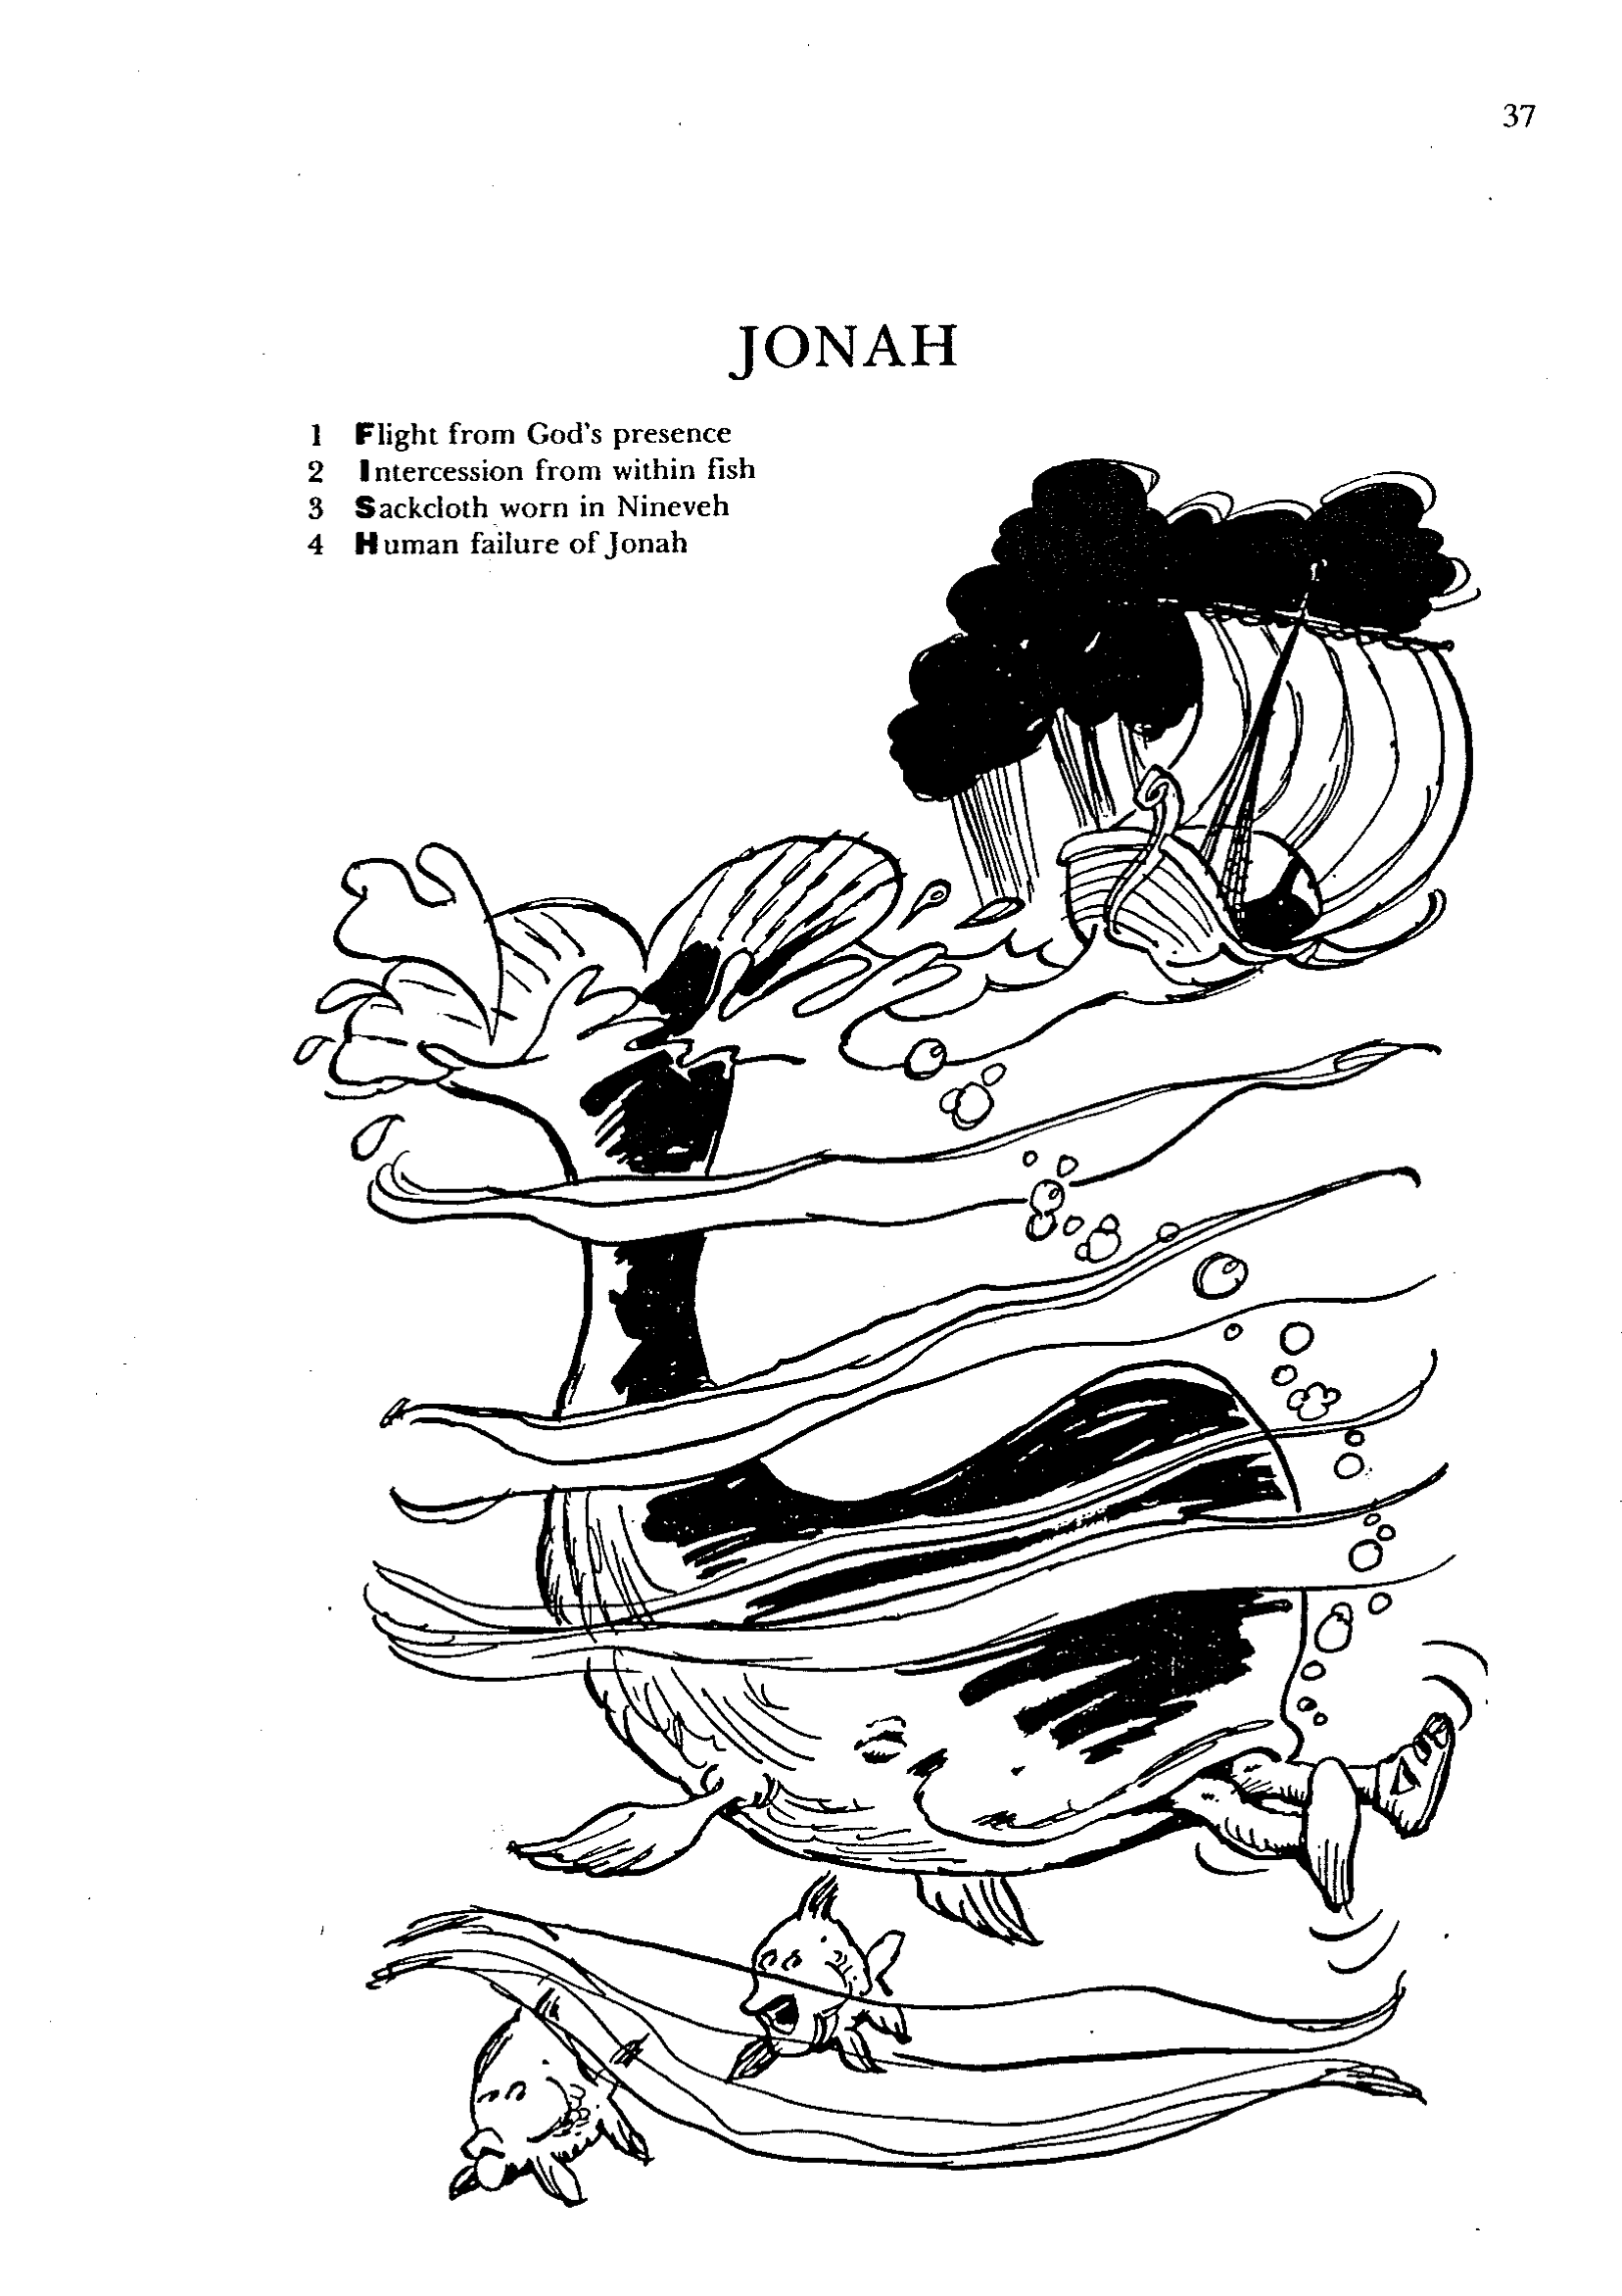 37
JONAH
1 Flight from God's presence
2 Intercession from within fish
3 Sackcloth worn in Nineveh
4 Human failure of Jonah